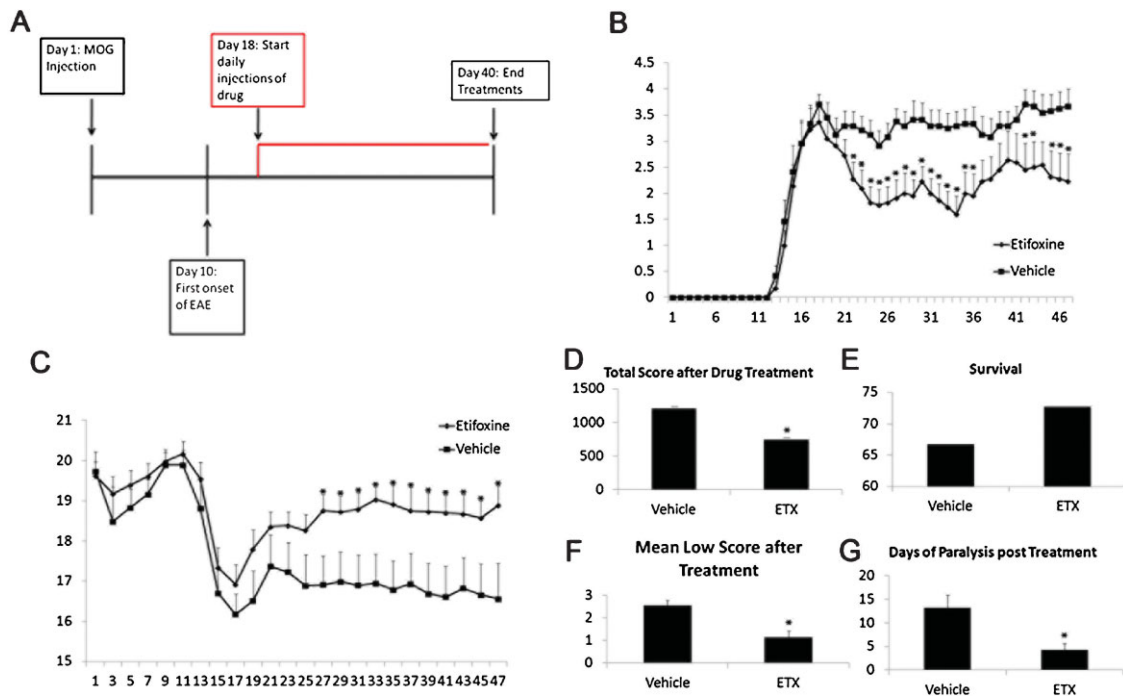 A
Day 1: MOG
Injection
Day 18: Start
daily
injections of
drug
Day 40: End
Treatments
Day 10:
First onset
of EAE
B
4.5
4
3.5
3
2.5
2
1.5
1
0.5
0
1 6 11 16 21 26 31 36 41 46
Etifoxine
Vehicle
C
21
20
19
18
17
16
15
1 3 5 7 9 11 13 15 17 19 21 23 25 27 29 31 33 35 37 39 41 43 45 47
Etifoxine
Vehicle
D
Total Score after Drug Treatment
1500
1000
500
0
Vehicle ETX
E
Survival
75
70
65
60
Vehicle ETX
F
Mean Low Score after
Treatment
3
2
1
0
Vehicle ETX
G
Days of Paralysis post Treatment
20
15
10
5
0
Vehicle ETX